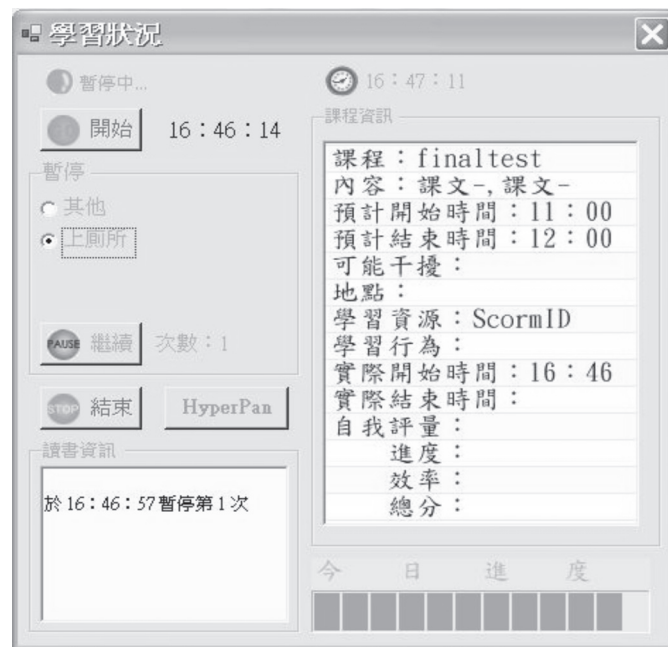 學習狀況
暫停中...
GO 開始 16：46：14
暫停
其他
上廁所
PAUSE 繼續 次數：1
STOP 結束 HyperPan
讀書資訊
於 16：46：57 暫停第 1 次
16：47：11
課程資訊
課程：finaltest
內容：課文-,課文-
預計開始時間：11：00
預計結束時間：12：00
可能干擾：
地點：
學習資源：ScormID
學習行為：
實際開始時間：16：46
實際結束時間：
自我評量：
進度：
效率：
總分：
今 日 進 度